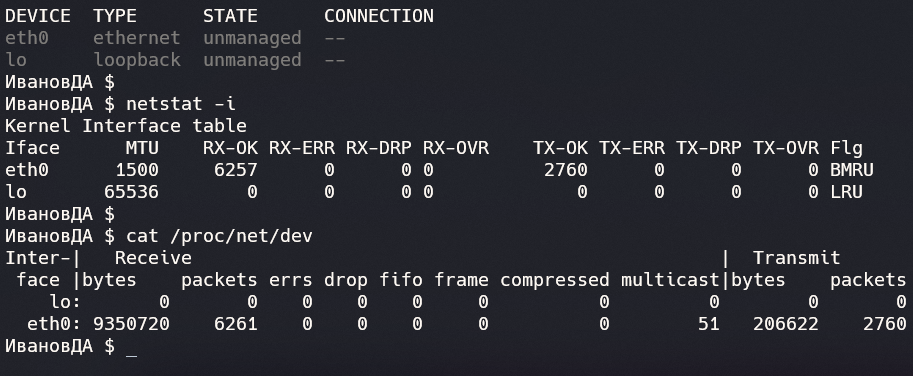 DEVICE  TYPE      STATE      CONNECTION
eth0    ethernet  unmanaged  --
lo      loopback  unmanaged  --
ИвановДА $
ИвановДА $ netstat -i
Kernel Interface table
Iface      MTU    RX-OK RX-ERR RX-DRP RX-OVR    TX-OK TX-ERR TX-DRP TX-OVR Flg
eth0      1500     6257      0      0 0          2760      0      0      0 BMRU
lo       65536        0      0      0 0             0      0      0      0 LRU
ИвановДА $
ИвановДА $ cat /proc/net/dev
Inter-|   Receive                                                |  Transmit
 face |bytes    packets errs drop fifo frame compressed multicast|bytes    packets
    lo:       0       0    0    0    0     0          0         0        0       0
  eth0: 9350720    6261    0    0    0     0          0        51   206622    2760
ИвановДА $ _